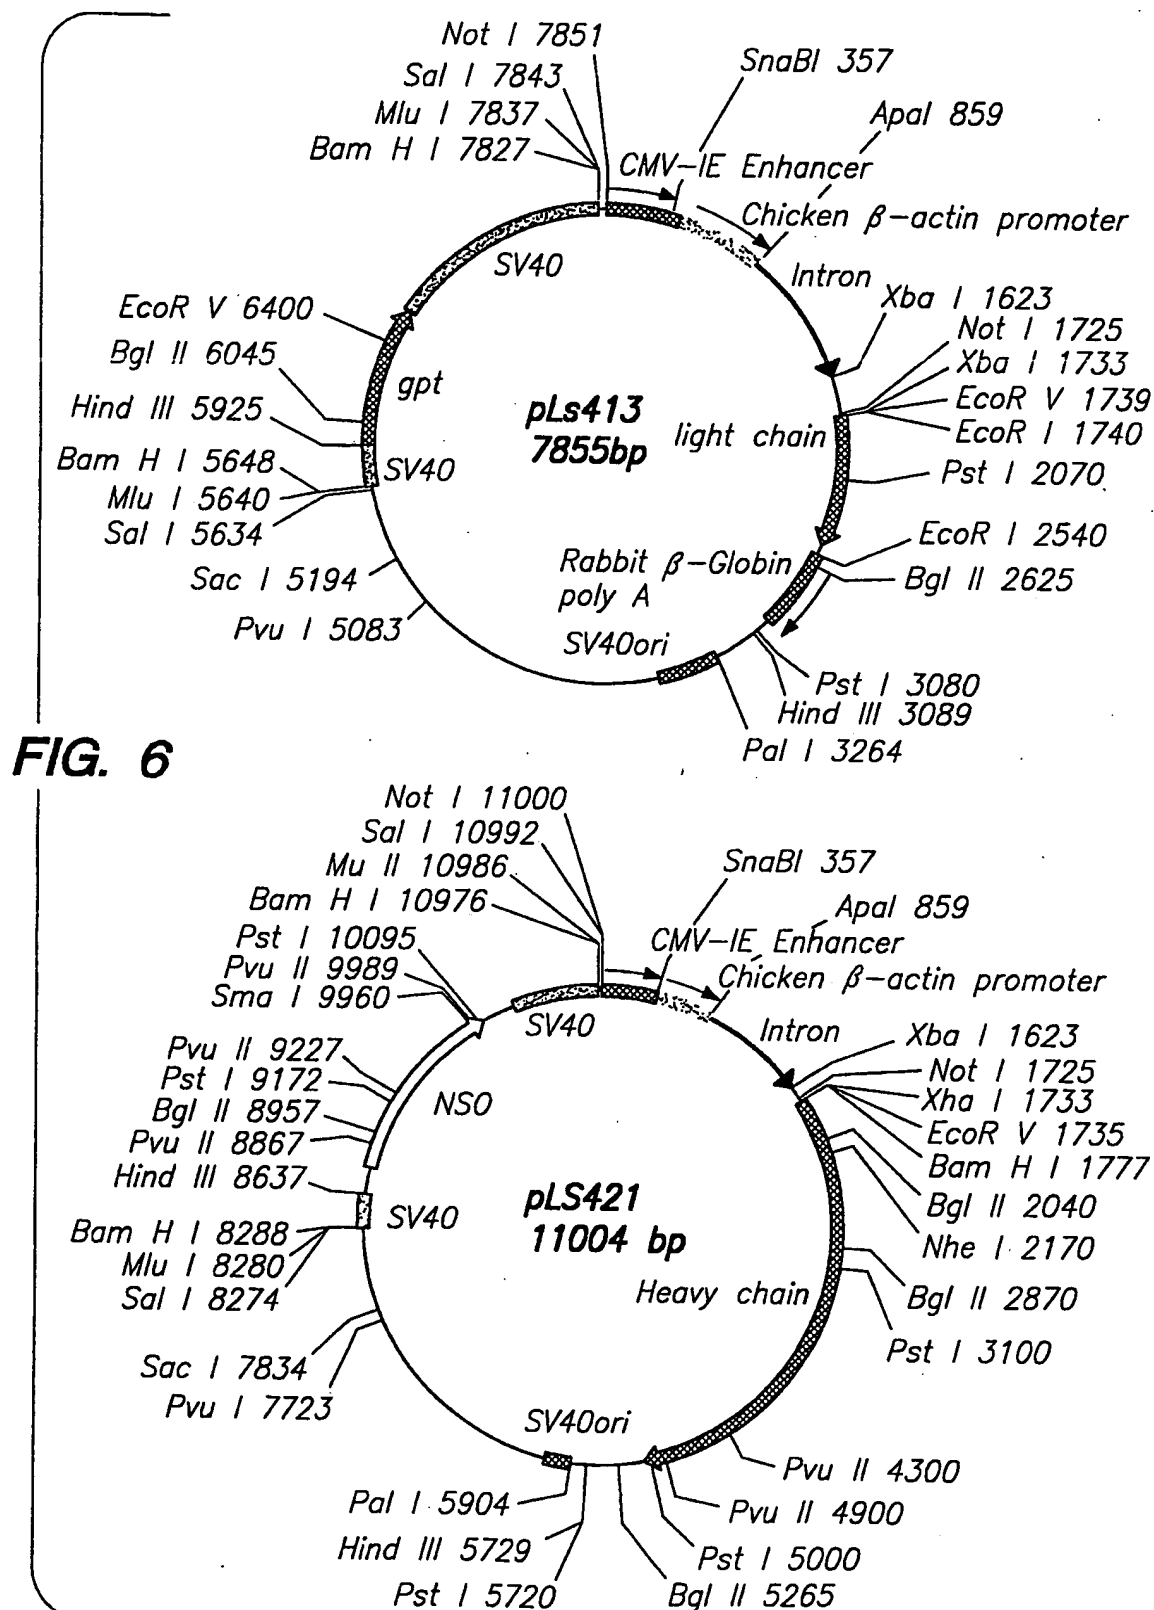 Not I 7851
Sal I 7843
Mlu I 7837
Bam H I 7827
SnaBI 357
ApaI 859
CMV-IE Enhancer
Chicken β-actin promoter
Intron
SV40
Xba I 1623
Not I 1725
Xba I 1733
EcoR V 1739
EcoR I 1740
EcoR V 6400
Bgl II 6045
gpt
Hind III 5925
pLs413
7855bp
light chain
Pst I 2070
Bam H I 5648
SV40
Mlu I 5640
Sal I 5634
EcoR I 2540
Bgl II 2625
Rabbit β-Globin
poly A
Sac I 5194
Pvu I 5083
SV40ori
Pst I 3080
Hind III 3089
Pal I 3264
FIG. 6
Not I 11000
Sal I 10992
Mu II 10986
Bam H I 10976
Pst I 10095
Pvu II 9989
Sma I 9960
SnaBI 357
ApaI 859
CMV-IE Enhancer
Chicken β-actin promoter
SV40
Intron
Xba I 1623
Not I 1725
Xha I 1733
EcoR V 1735
Bam H I 1777
Bgl II 2040
Nhe I 2170
Pvu II 9227
Pst I 9172
Bgl II 8957
Pvu II 8867
NSO
Hind III 8637
SV40
pLS421
11004 bp
Bam H I 8288
Mlu I 8280
Sal I 8274
Heavy chain
Bgl II 2870
Pst I 3100
Sac I 7834
Pvu I 7723
SV40ori
Pvu II 4300
Pal I 5904
Pvu II 4900
Hind III 5729
Pst I 5000
Pst I 5720
Bgl II 5265